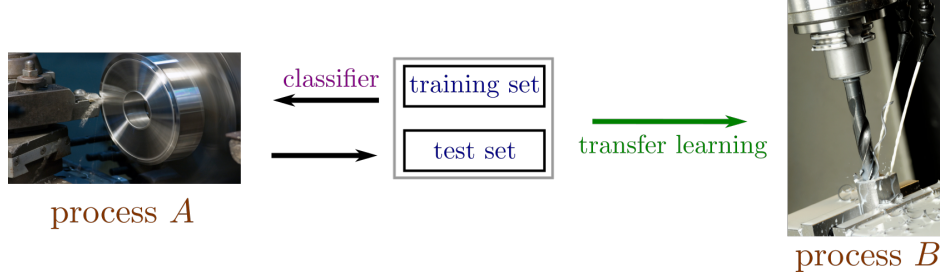 classifier
training set
test set
transfer learning
process A
process B